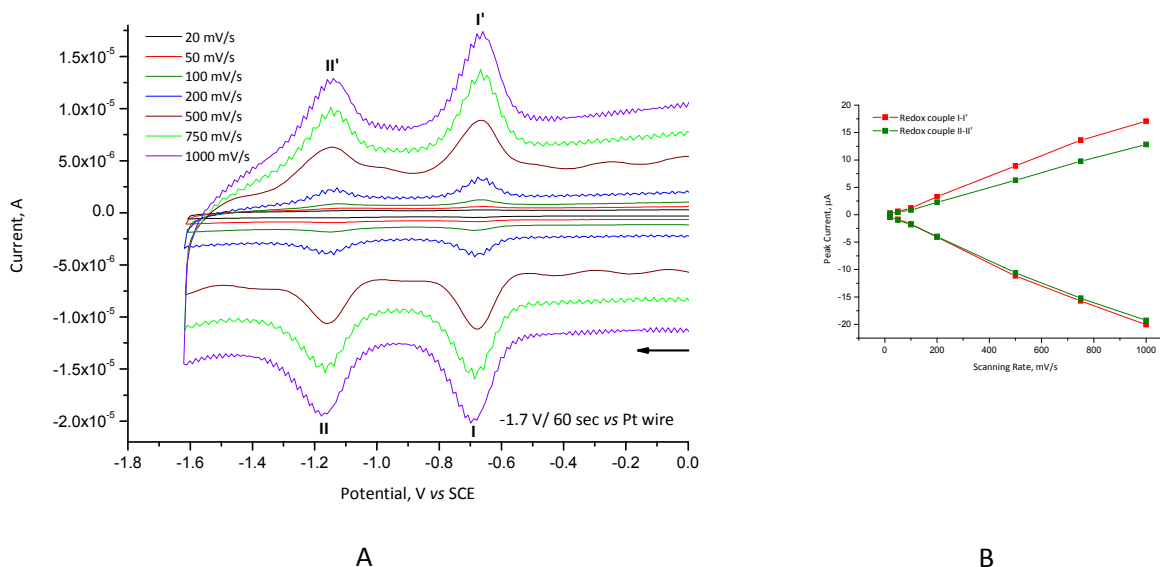 I'
II'
20 mV/s
50 mV/s
100 mV/s
200 mV/s
500 mV/s
750 mV/s
1000 mV/s
1.5x10⁻⁵
1.0x10⁻⁵
5.0x10⁻⁶
0.0
-5.0x10⁻⁶
-1.0x10⁻⁵
-1.5x10⁻⁵
-2.0x10⁻⁵
Current, A
-1.7 V/ 60 sec vs Pt wire
II
I
-1.8 -1.6 -1.4 -1.2 -1.0 -0.8 -0.6 -0.4 -0.2 0.0
Potential, V vs SCE
A
Redox couple I-I'
Redox couple II-II'
20
15
10
5
0
-5
-10
-15
-20
Peak Current, µA
0 200 400 600 800 1000
Scanning Rate, mV/s
B